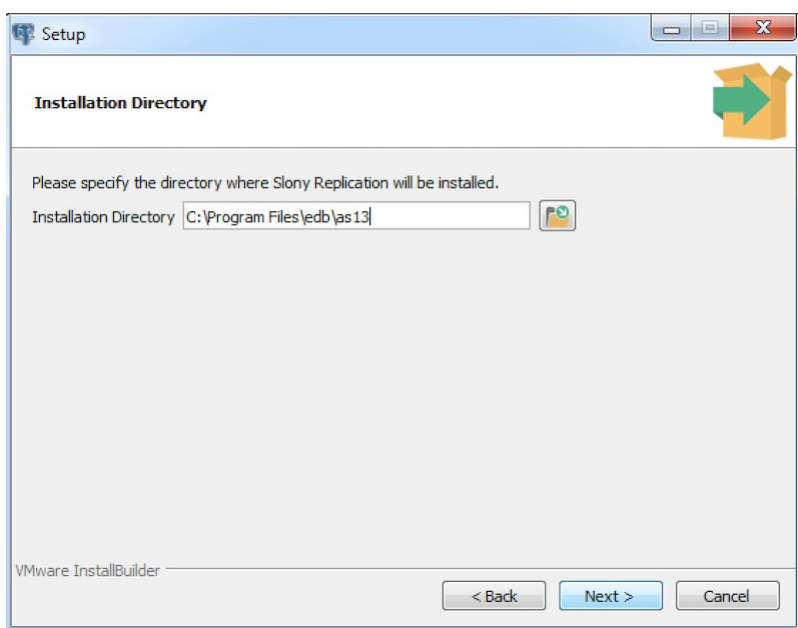 Setup
Installation Directory
Please specify the directory where Slony Replication will be installed.
Installation Directory C:\Program Files\edb\as13
VMware InstallBuilder
< Back Next > Cancel